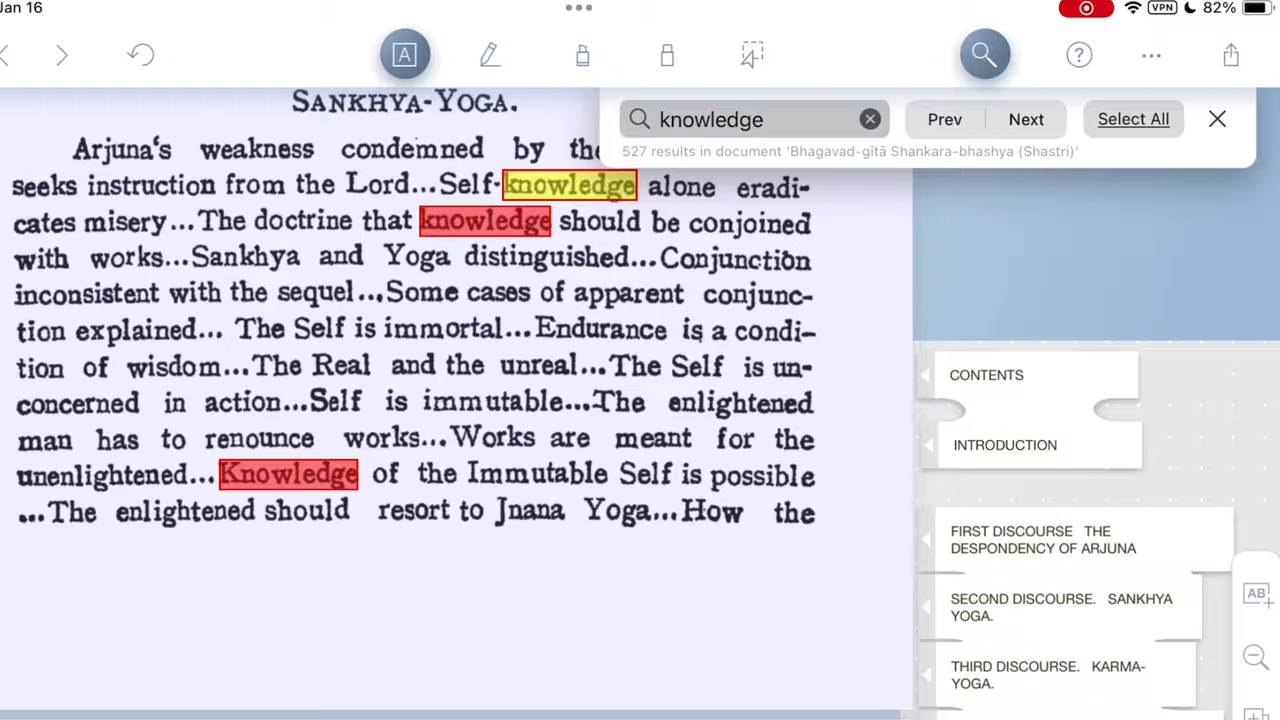 Jan 16
VPN
82%
A
?
knowledge
Prev
Next
Select All
527 results in document 'Bhagavad-gītā Shankara-bhashya (Shastri)'
SANKHYA-YOGA.
Arjuna's weakness condemned by the
seeks instruction from the Lord...Self-knowledge alone eradi-
cates misery...The doctrine that knowledge should be conjoined
with works...Sankhya and Yoga distinguished...Conjunction
inconsistent with the sequel...Some cases of apparent conjunc-
tion explained... The Self is immortal...Endurance is a condi-
tion of wisdom...The Real and the unreal...The Self is un-
concerned in action...Self is immutable...The enlightened
man has to renounce works...Works are meant for the
unenlightened...Knowledge of the Immutable Self is possible
...The enlightened should resort to Jnana Yoga...How the
CONTENTS
INTRODUCTION
FIRST DISCOURSE THE
DESPONDENCY OF ARJUNA
SECOND DISCOURSE. SANKHYA
YOGA.
THIRD DISCOURSE. KARMA-
YOGA.
AB